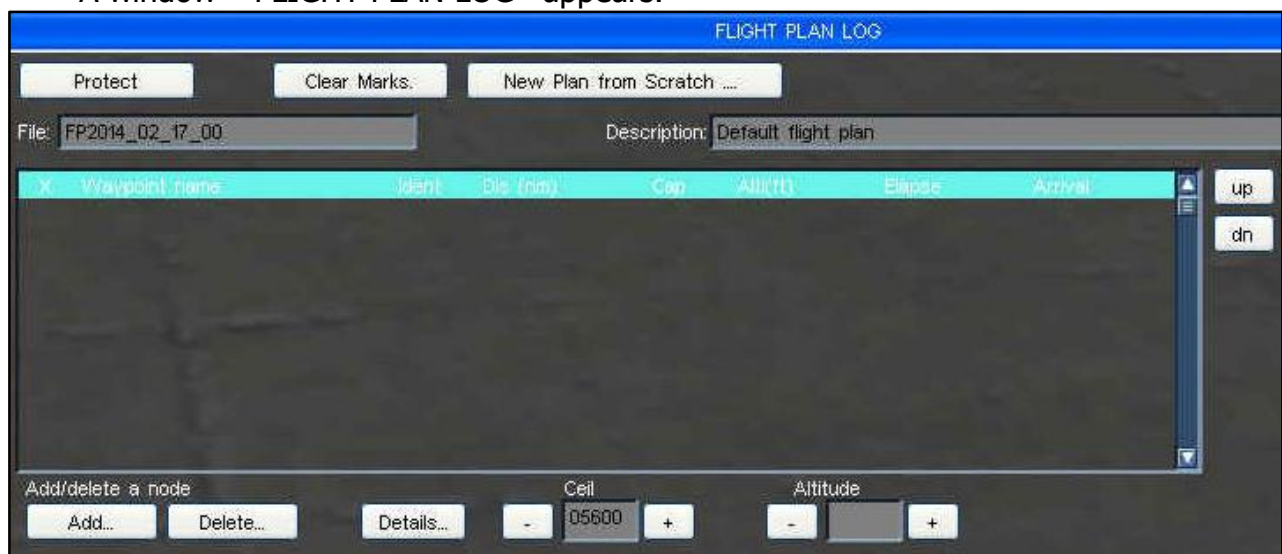 A window "FLIGHT PLAN LOG" appears.
FLIGHT PLAN LOG
Protect Clear Marks. New Plan from Scratch ....
File: FP2014_02_17_00 Description: Default flight plan
X Waypoint name Ident Dis (nm) Cap Alti(ft) Elapse Arrival
up
dn
Add/delete a node Ceil Altitude
Add... Delete... Details... - 05600 + - +